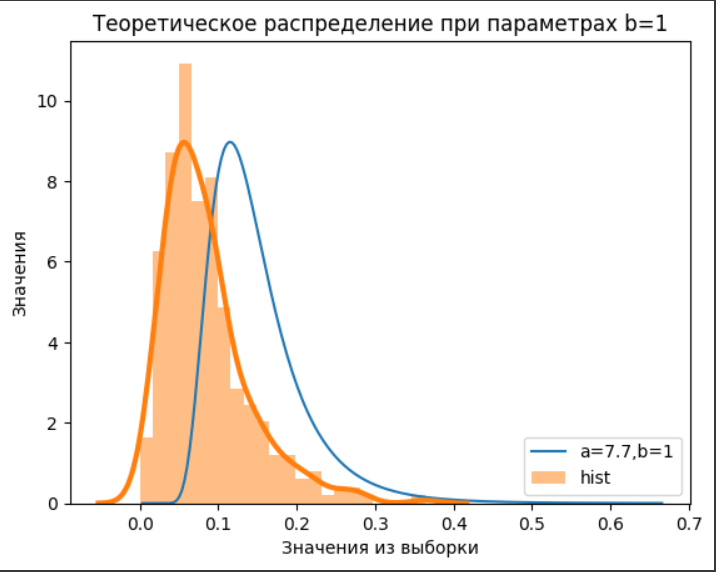 Теоретическое распределение при параметрах b=1
Значения
10
8
6
4
2
0
0.0 0.1 0.2 0.3 0.4 0.5 0.6 0.7
Значения из выборки
a=7.7,b=1
hist